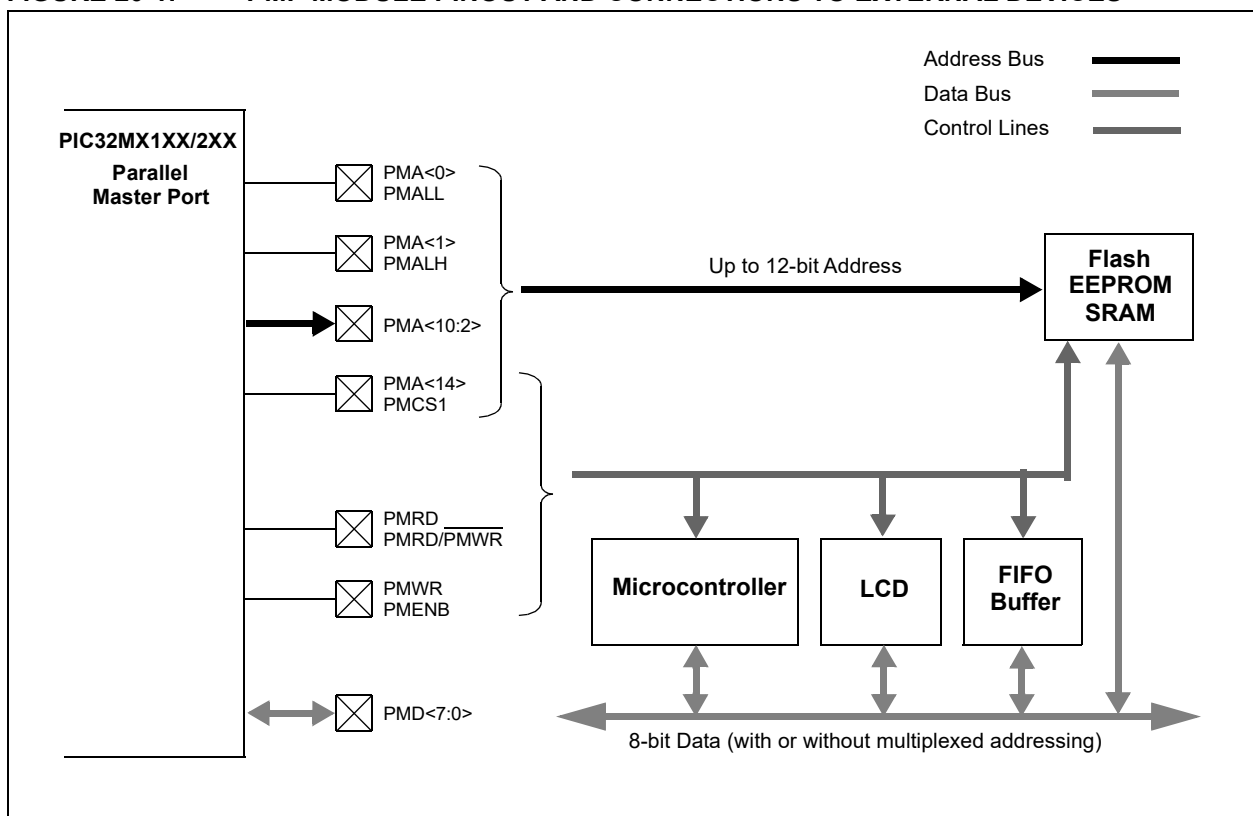 Address Bus
Data Bus
Control Lines
PIC32MX1XX/2XX
Parallel
Master Port
PMA<0>
PMALL
PMA<1>
PMALH
PMA<10:2>
PMA<14>
PMCS1
PMRD
PMRD/PMWR
PMWR
PMENB
PMD<7:0>
Up to 12-bit Address
Flash
EEPROM
SRAM
Microcontroller
LCD
FIFO
Buffer
8-bit Data (with or without multiplexed addressing)